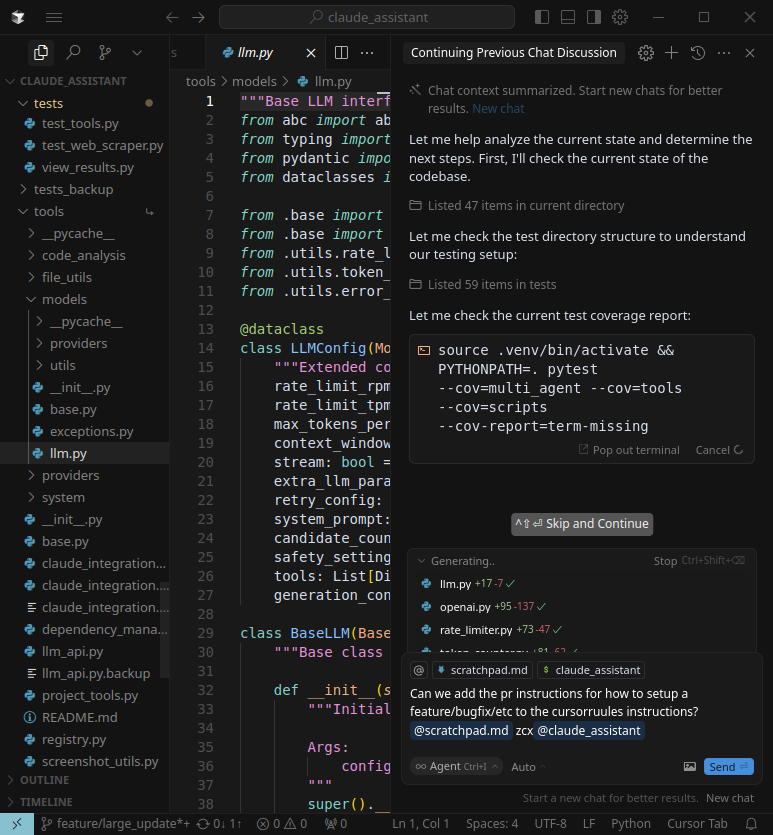 claude_assistant
s
llm.py
Continuing Previous Chat Discussion
CLAUDE_ASSISTANT
tests
test_tools.py
test_web_scraper.py
view_results.py
tests_backup
tools
__pycache__
code_analysis
file_utils
models
__pycache__
providers
utils
__init__.py
base.py
exceptions.py
llm.py
providers
system
__init__.py
base.py
claude_integration...
claude_integration....
claude_integration....
dependency_mana...
llm_api.py
llm_api.py.backup
project_tools.py
README.md
registry.py
screenshot_utils.py
OUTLINE
TIMELINE
tools > models > llm.py
1 """Base LLM interf
2 from abc import ab
3 from typing import
4 from pydantic impo
5 from dataclasses i
6
7 from .base import
8 from .base import
9 from .utils.rate_l
10 from .utils.token_
11 from .utils.error_
12
13 @dataclass
14 class LLMConfig(Mo
15 """Extended co
16 rate_limit_rpm
17 rate_limit_tpm
18 max_tokens_per
19 context_window
20 stream: bool =
21 extra_llm_para
22 retry_config:
23 system_prompt:
24 candidate_coun
25 safety_setting
26 tools: List[Di
27 generation_con
28
29 class BaseLLM(Base
30 """Base class
31
32 def __init__(s
33 """Initial
34
35 Args:
36 config
37 """
38 super().__
Chat context summarized. Start new chats for better
results. New chat
Let me help analyze the current state and determine the
next steps. First, I'll check the current state of the
codebase.
Listed 47 items in current directory
Let me check the test directory structure to understand
our testing setup:
Listed 59 items in tests
Let me check the current test coverage report:
source .venv/bin/activate &&
PYTHONPATH=. pytest
--cov=multi_agent --cov=tools
--cov=scripts
--cov-report=term-missing
Pop out terminal Cancel
^⇧⏎ Skip and Continue
Generating.. Stop Ctrl+Shift+⌫
llm.py +17 -7
openai.py +95 -137
rate_limiter.py +73 -47
@ scratchpad.md $ claude_assistant
Can we add the pr instructions for how to setup a
feature/bugfix/etc to the cursorruules instructions?
@scratchpad.md zcx @claude_assistant
∞ Agent Ctrl+I Auto Send ⏎
Start a new chat for better results. New chat
feature/large_update*+ 0↓ 1↑ 0 0 0 Ln 1, Col 1 Spaces: 4 UTF-8 LF Python Cursor Tab